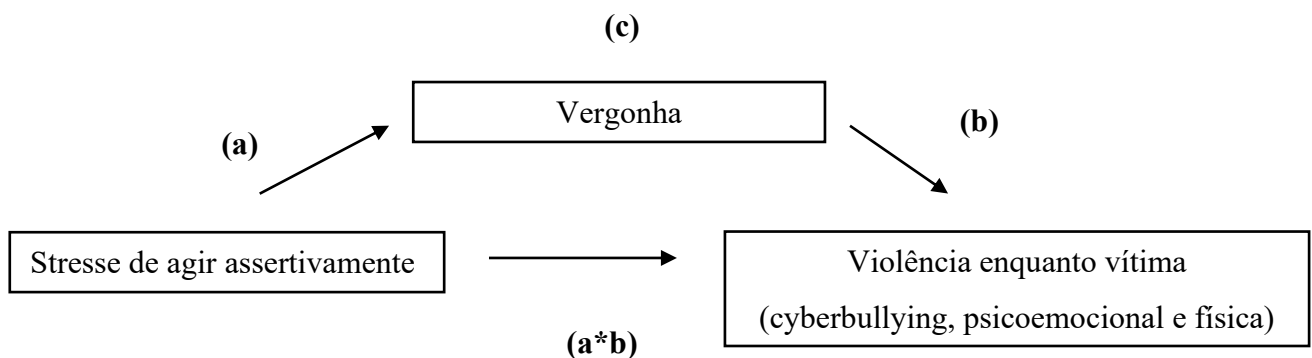 (c)
Vergonha
(a)
(b)
Stresse de agir assertivamente
Violência enquanto vítima
(cyberbullying, psicoemocional e física)
(a*b)